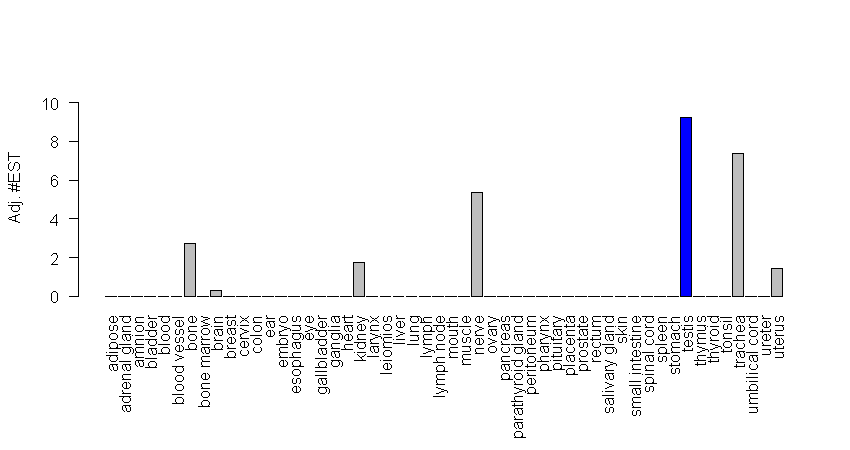 10
8
6
4
2
0
Adj. #EST
adipose
adrenal gland
amnion
bladder
blood
blood vessel
bone
bone marrow
brain
breast
cervix
colon
ear
embryo
esophagus
eye
gallbladder
ganglia
heart
kidney
larynx
leiomios
liver
lung
lymph
lymph node
mouth
muscle
nerve
ovary
pancreas
parathyroid gland
peritoneum
pharynx
pituitary
placenta
prostate
rectum
salivary gland
skin
small intestine
spinal cord
spleen
stomach
testis
thymus
thyroid
tonsil
trachea
umbilical cord
ureter
uterus